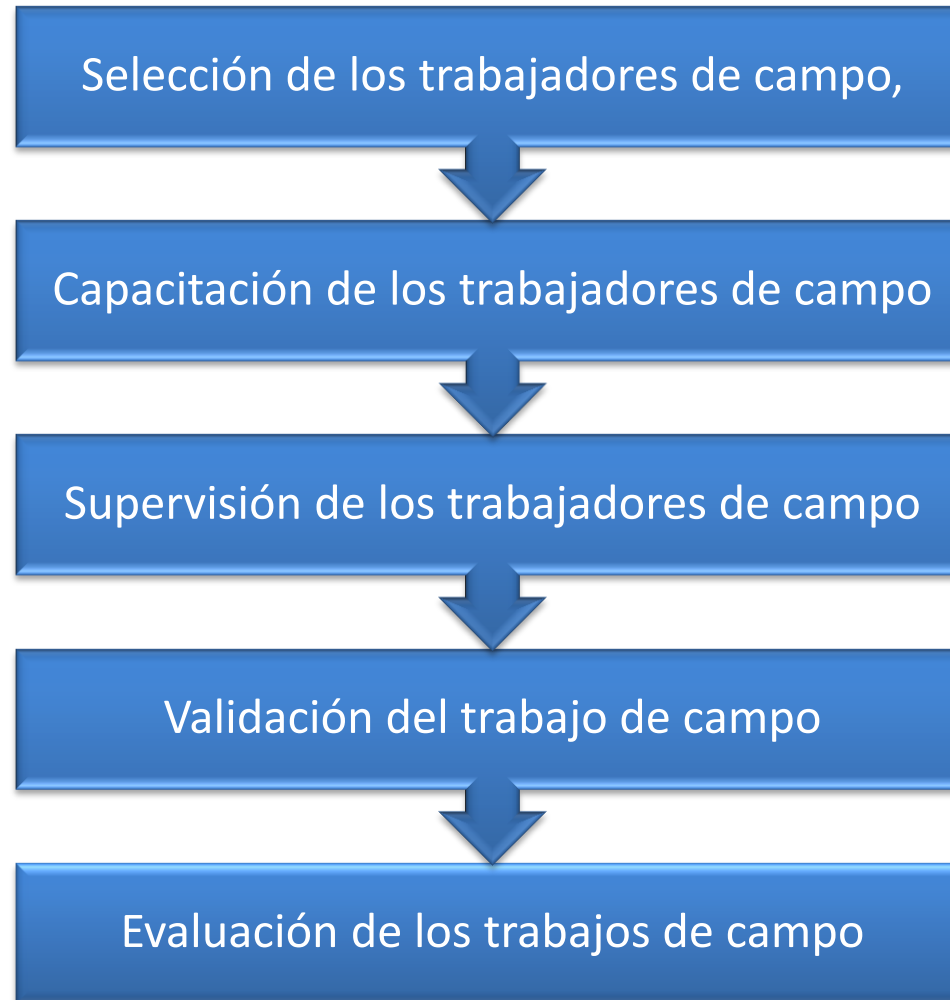 Selección de los trabajadores de campo,
Capacitación de los trabajadores de campo
Supervisión de los trabajadores de campo
Validación del trabajo de campo
Evaluación de los trabajos de campo